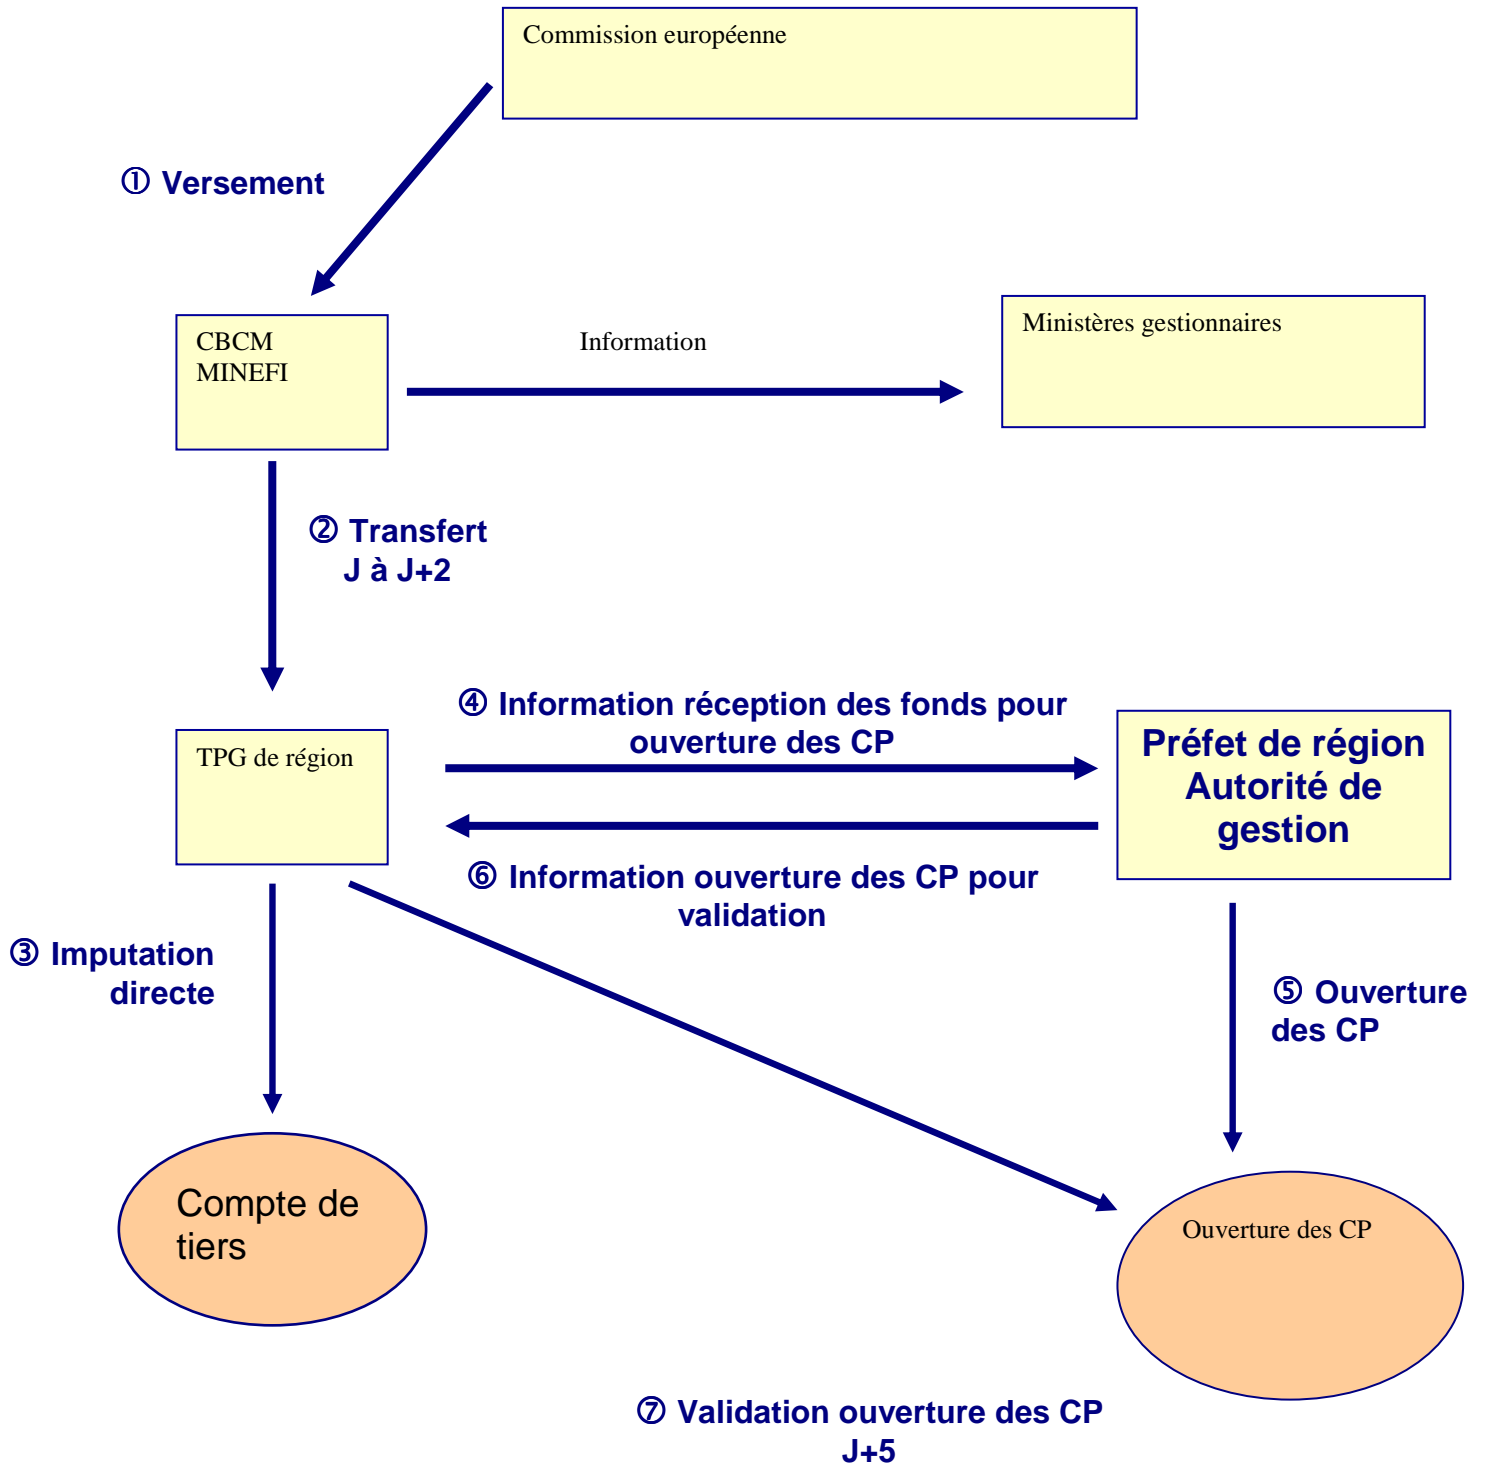 Commission européenne
① Versement
CBCM
MINEFI
Information
Ministères gestionnaires
② Transfert
J à J+2
④ Information réception des fonds pour
ouverture des CP
TPG de région
Préfet de région
Autorité de
gestion
⑥ Information ouverture des CP pour
validation
③ Imputation
directe
⑤ Ouverture
des CP
Compte de
tiers
Ouverture des CP
⑦ Validation ouverture des CP
J+5